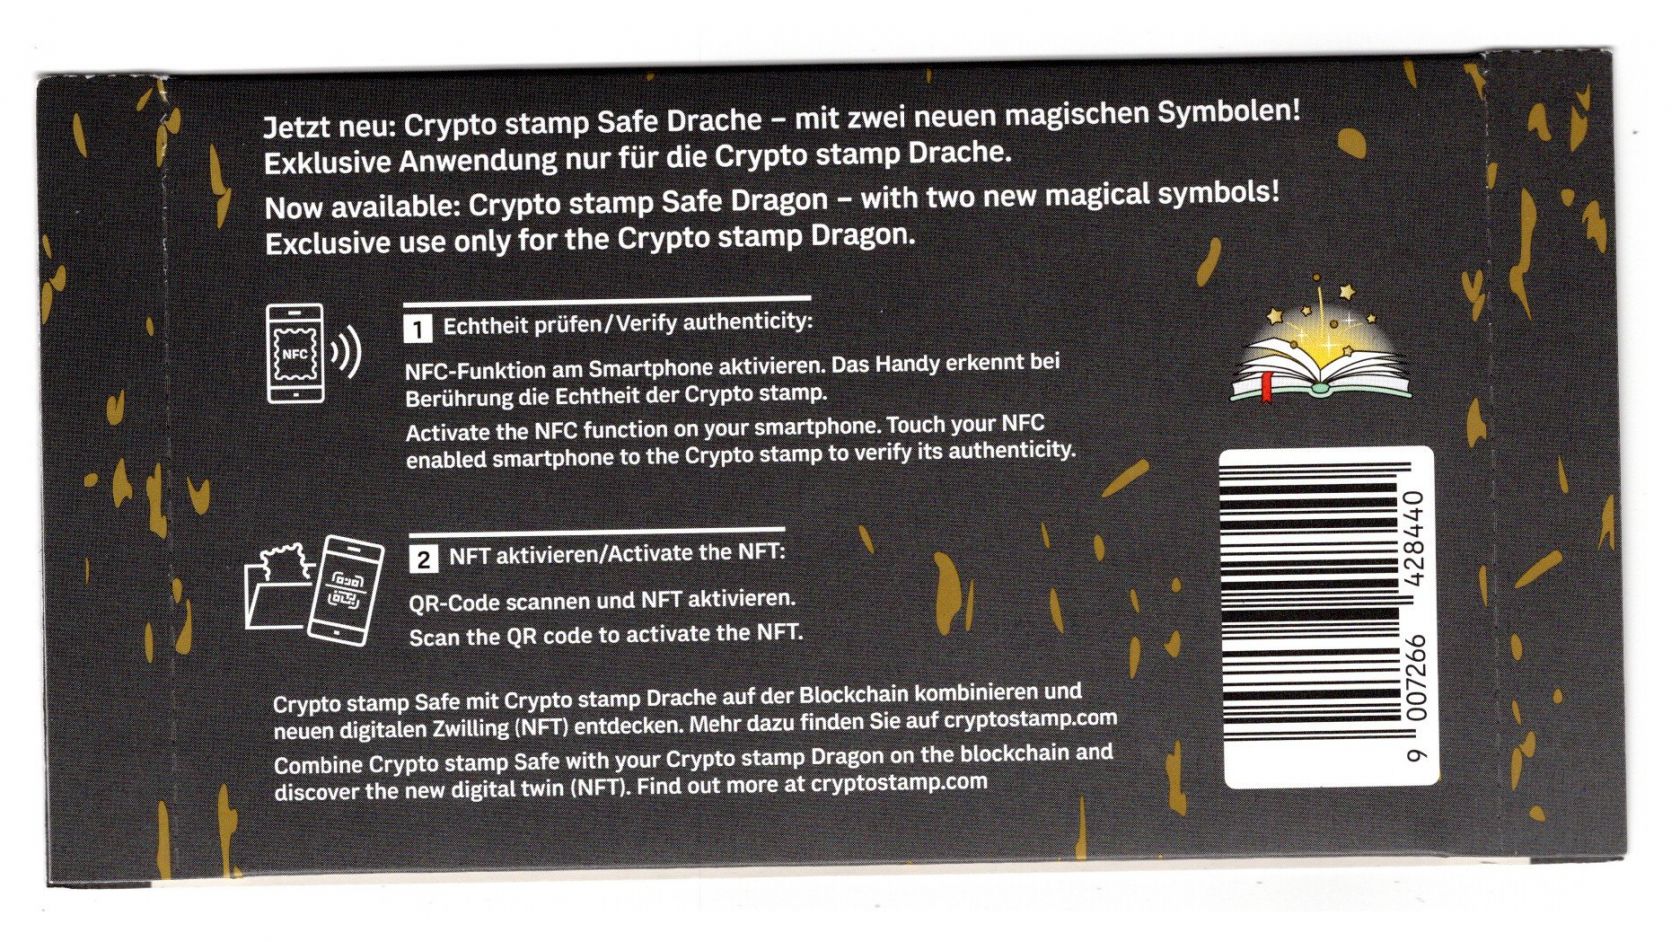 Jetzt neu: Crypto stamp Safe Drache – mit zwei neuen magischen Symbolen!
Exklusive Anwendung nur für die Crypto stamp Drache.
Now available: Crypto stamp Safe Dragon – with two new magical symbols!
Exclusive use only for the Crypto stamp Dragon.
NFC
1 Echtheit prüfen/Verify authenticity:
NFC-Funktion am Smartphone aktivieren. Das Handy erkennt bei
Berührung die Echtheit der Crypto stamp.
Activate the NFC function on your smartphone. Touch your NFC
enabled smartphone to the Crypto stamp to verify its authenticity.
2 NFT aktivieren/Activate the NFT:
QR-Code scannen und NFT aktivieren.
Scan the QR code to activate the NFT.
Crypto stamp Safe mit Crypto stamp Drache auf der Blockchain kombinieren und
neuen digitalen Zwilling (NFT) entdecken. Mehr dazu finden Sie auf cryptostamp.com
Combine Crypto stamp Safe with your Crypto stamp Dragon on the blockchain and
discover the new digital twin (NFT). Find out more at cryptostamp.com
9 007266 428440